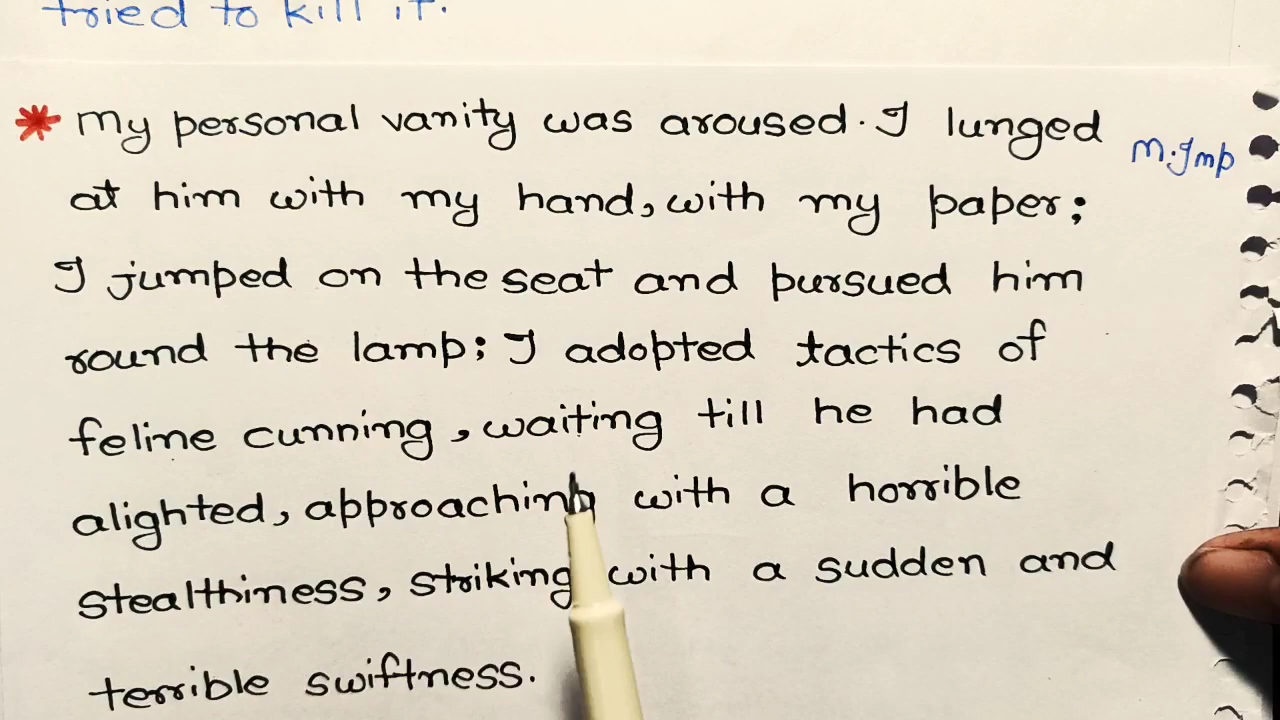 tried to kill it.
* My personal vanity was aroused. I lunged
M. Imp
at him with my hand, with my paper;
I jumped on the seat and pursued him
round the lamp; I adopted tactics of
feline cunning, waiting till he had
alighted, approaching with a horrible
stealthiness, striking with a sudden and
terrible swiftness.